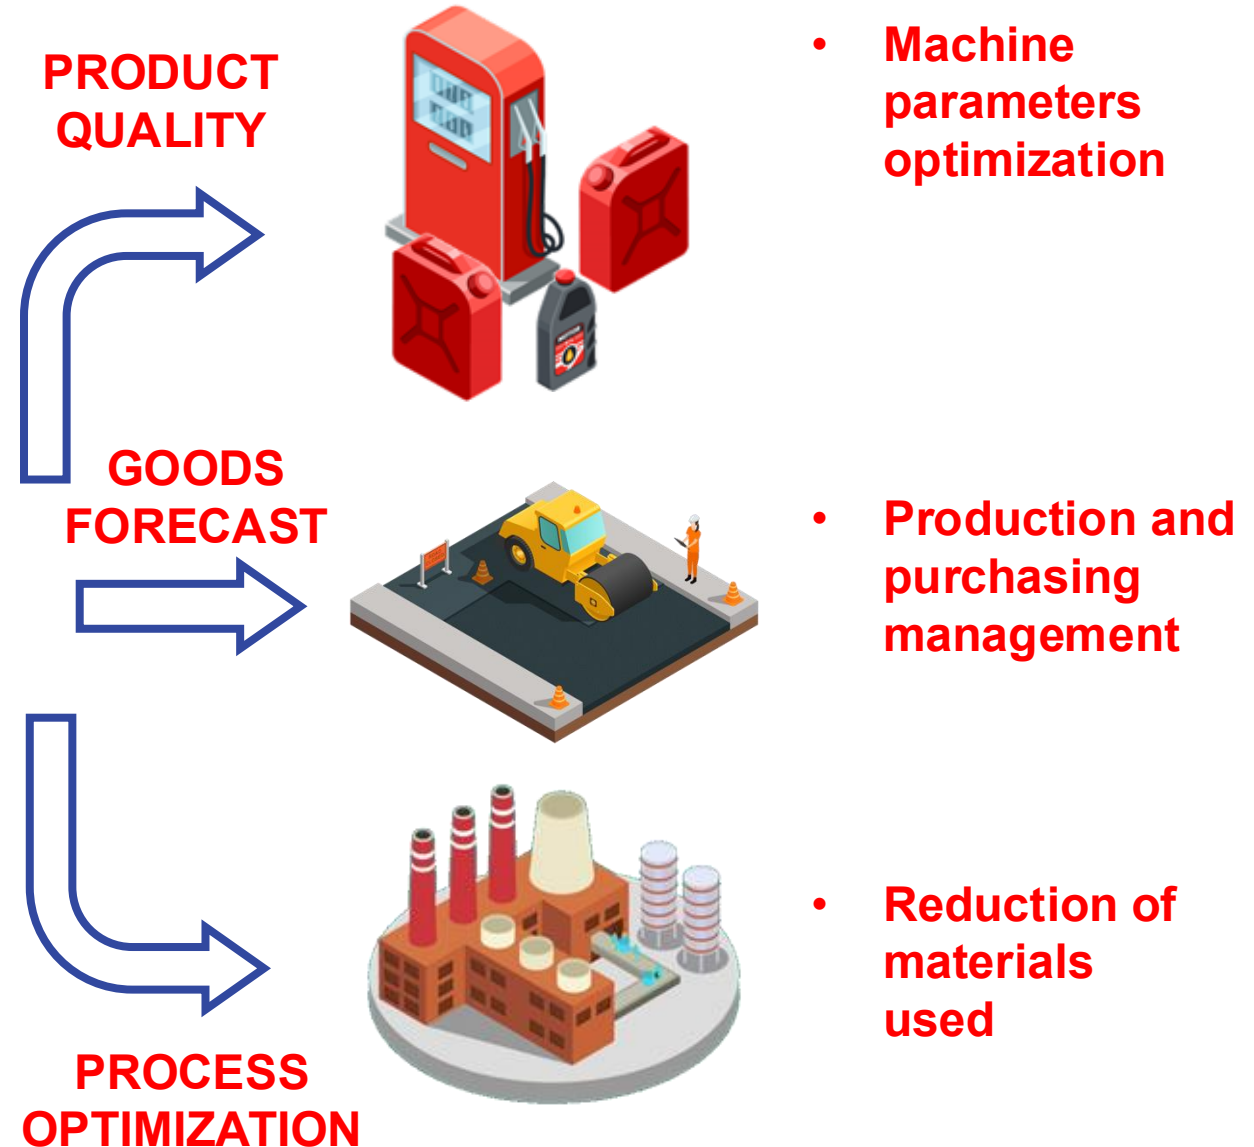 PRODUCT
QUALITY
• Machine
parameters
optimization
GOODS
FORECAST
• Production and
purchasing
management
• Reduction of
materials
used
PROCESS
OPTIMIZATION